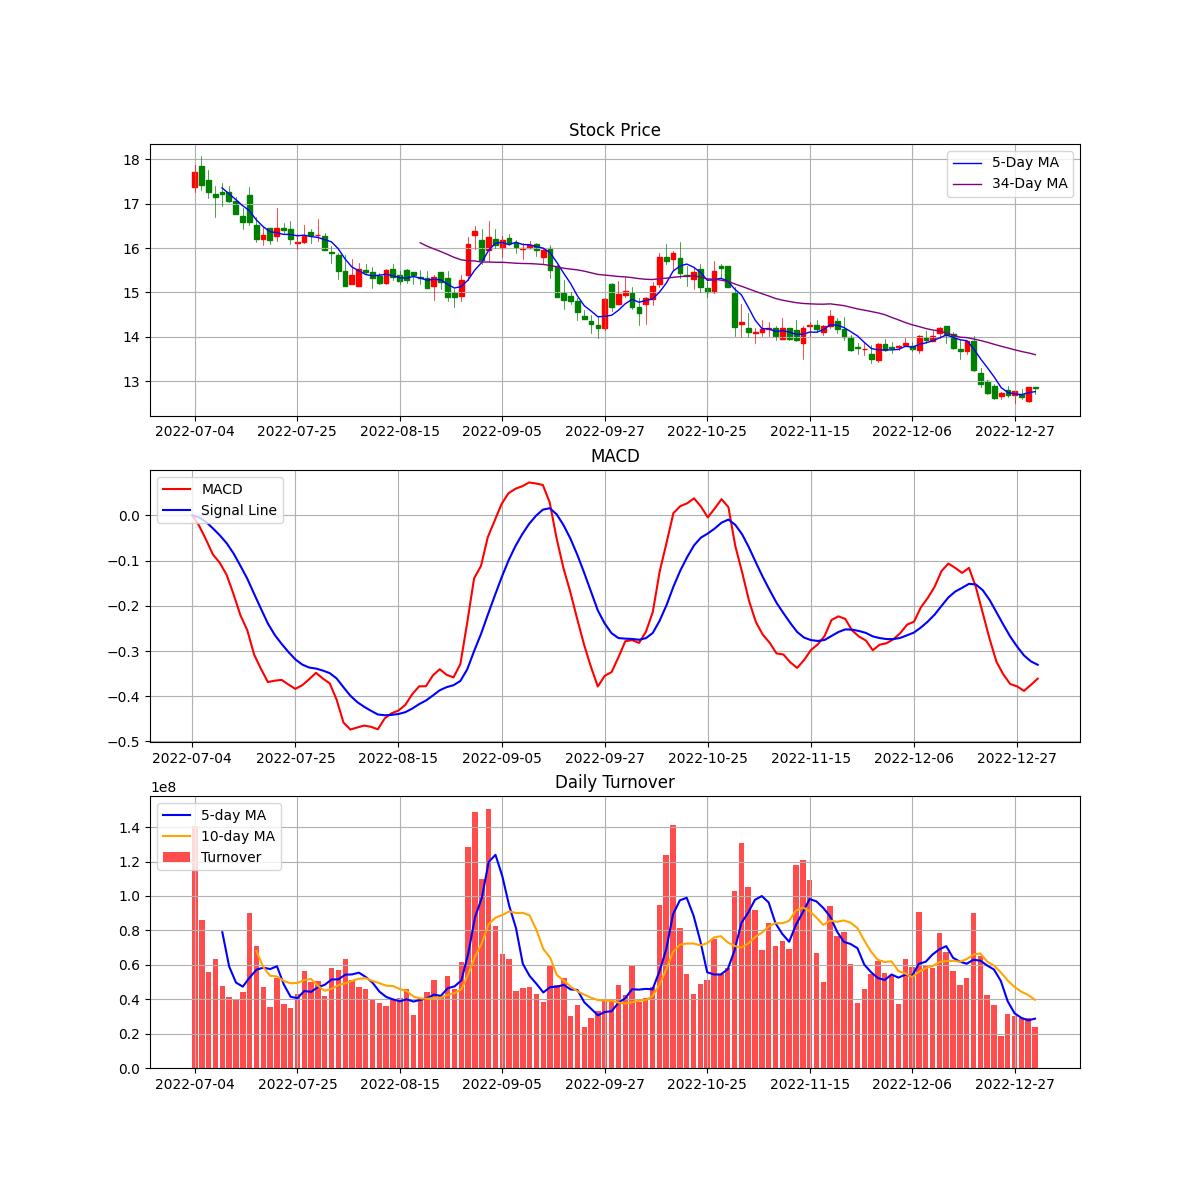 Stock Price
18
17
16
15
14
13
5-Day MA
34-Day MA
2022-07-04 2022-07-25 2022-08-15 2022-09-05 2022-09-27 2022-10-25 2022-11-15 2022-12-06 2022-12-27
MACD
0.0
−0.1
−0.2
−0.3
−0.4
−0.5
MACD
Signal Line
2022-07-04 2022-07-25 2022-08-15 2022-09-05 2022-09-27 2022-10-25 2022-11-15 2022-12-06 2022-12-27
Daily Turnover
1e8
1.4
1.2
1.0
0.8
0.6
0.4
0.2
0.0
5-day MA
10-day MA
Turnover
2022-07-04 2022-07-25 2022-08-15 2022-09-05 2022-09-27 2022-10-25 2022-11-15 2022-12-06 2022-12-27